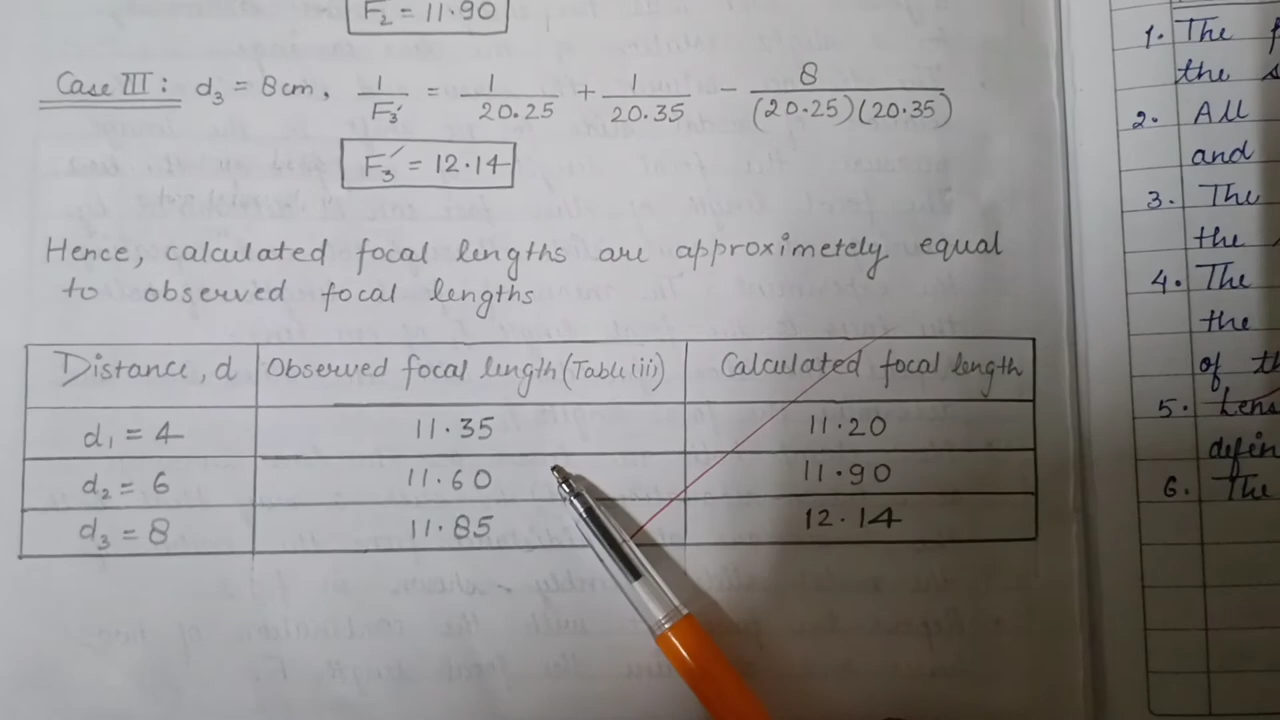 F₂ = 11.90
Case III : d₃ = 8cm, 1/F₃′ = 1/20.25 + 1/20.35 − 8/(20.25)(20.35)
F₃′ = 12.14
Hence, calculated focal lengths are approximetely equal
to observed focal lengths
Distance, d Observed focal length (Table iii) Calculated focal length
d₁ = 4 11.35 11.20
d₂ = 6 11.60 11.90
d₃ = 8 11.85 12.14
1. The
the
2. All
and
3. The
the
4. The
the
of
5. Lens
6. The